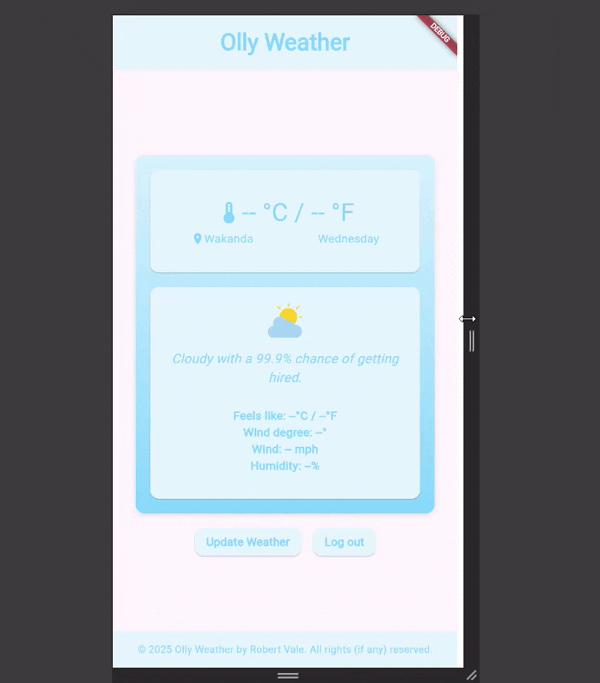 Olly Weather
DEBUG
-- °C / -- °F
Wakanda Wednesday
Cloudy with a 99.9% chance of getting
hired.
Feels like: --°C / --°F
Wind degree: --°
Wind: -- mph
Humidity: --%
Update Weather Log out
© 2025 Olly Weather by Robert Vale. All rights (if any) reserved.